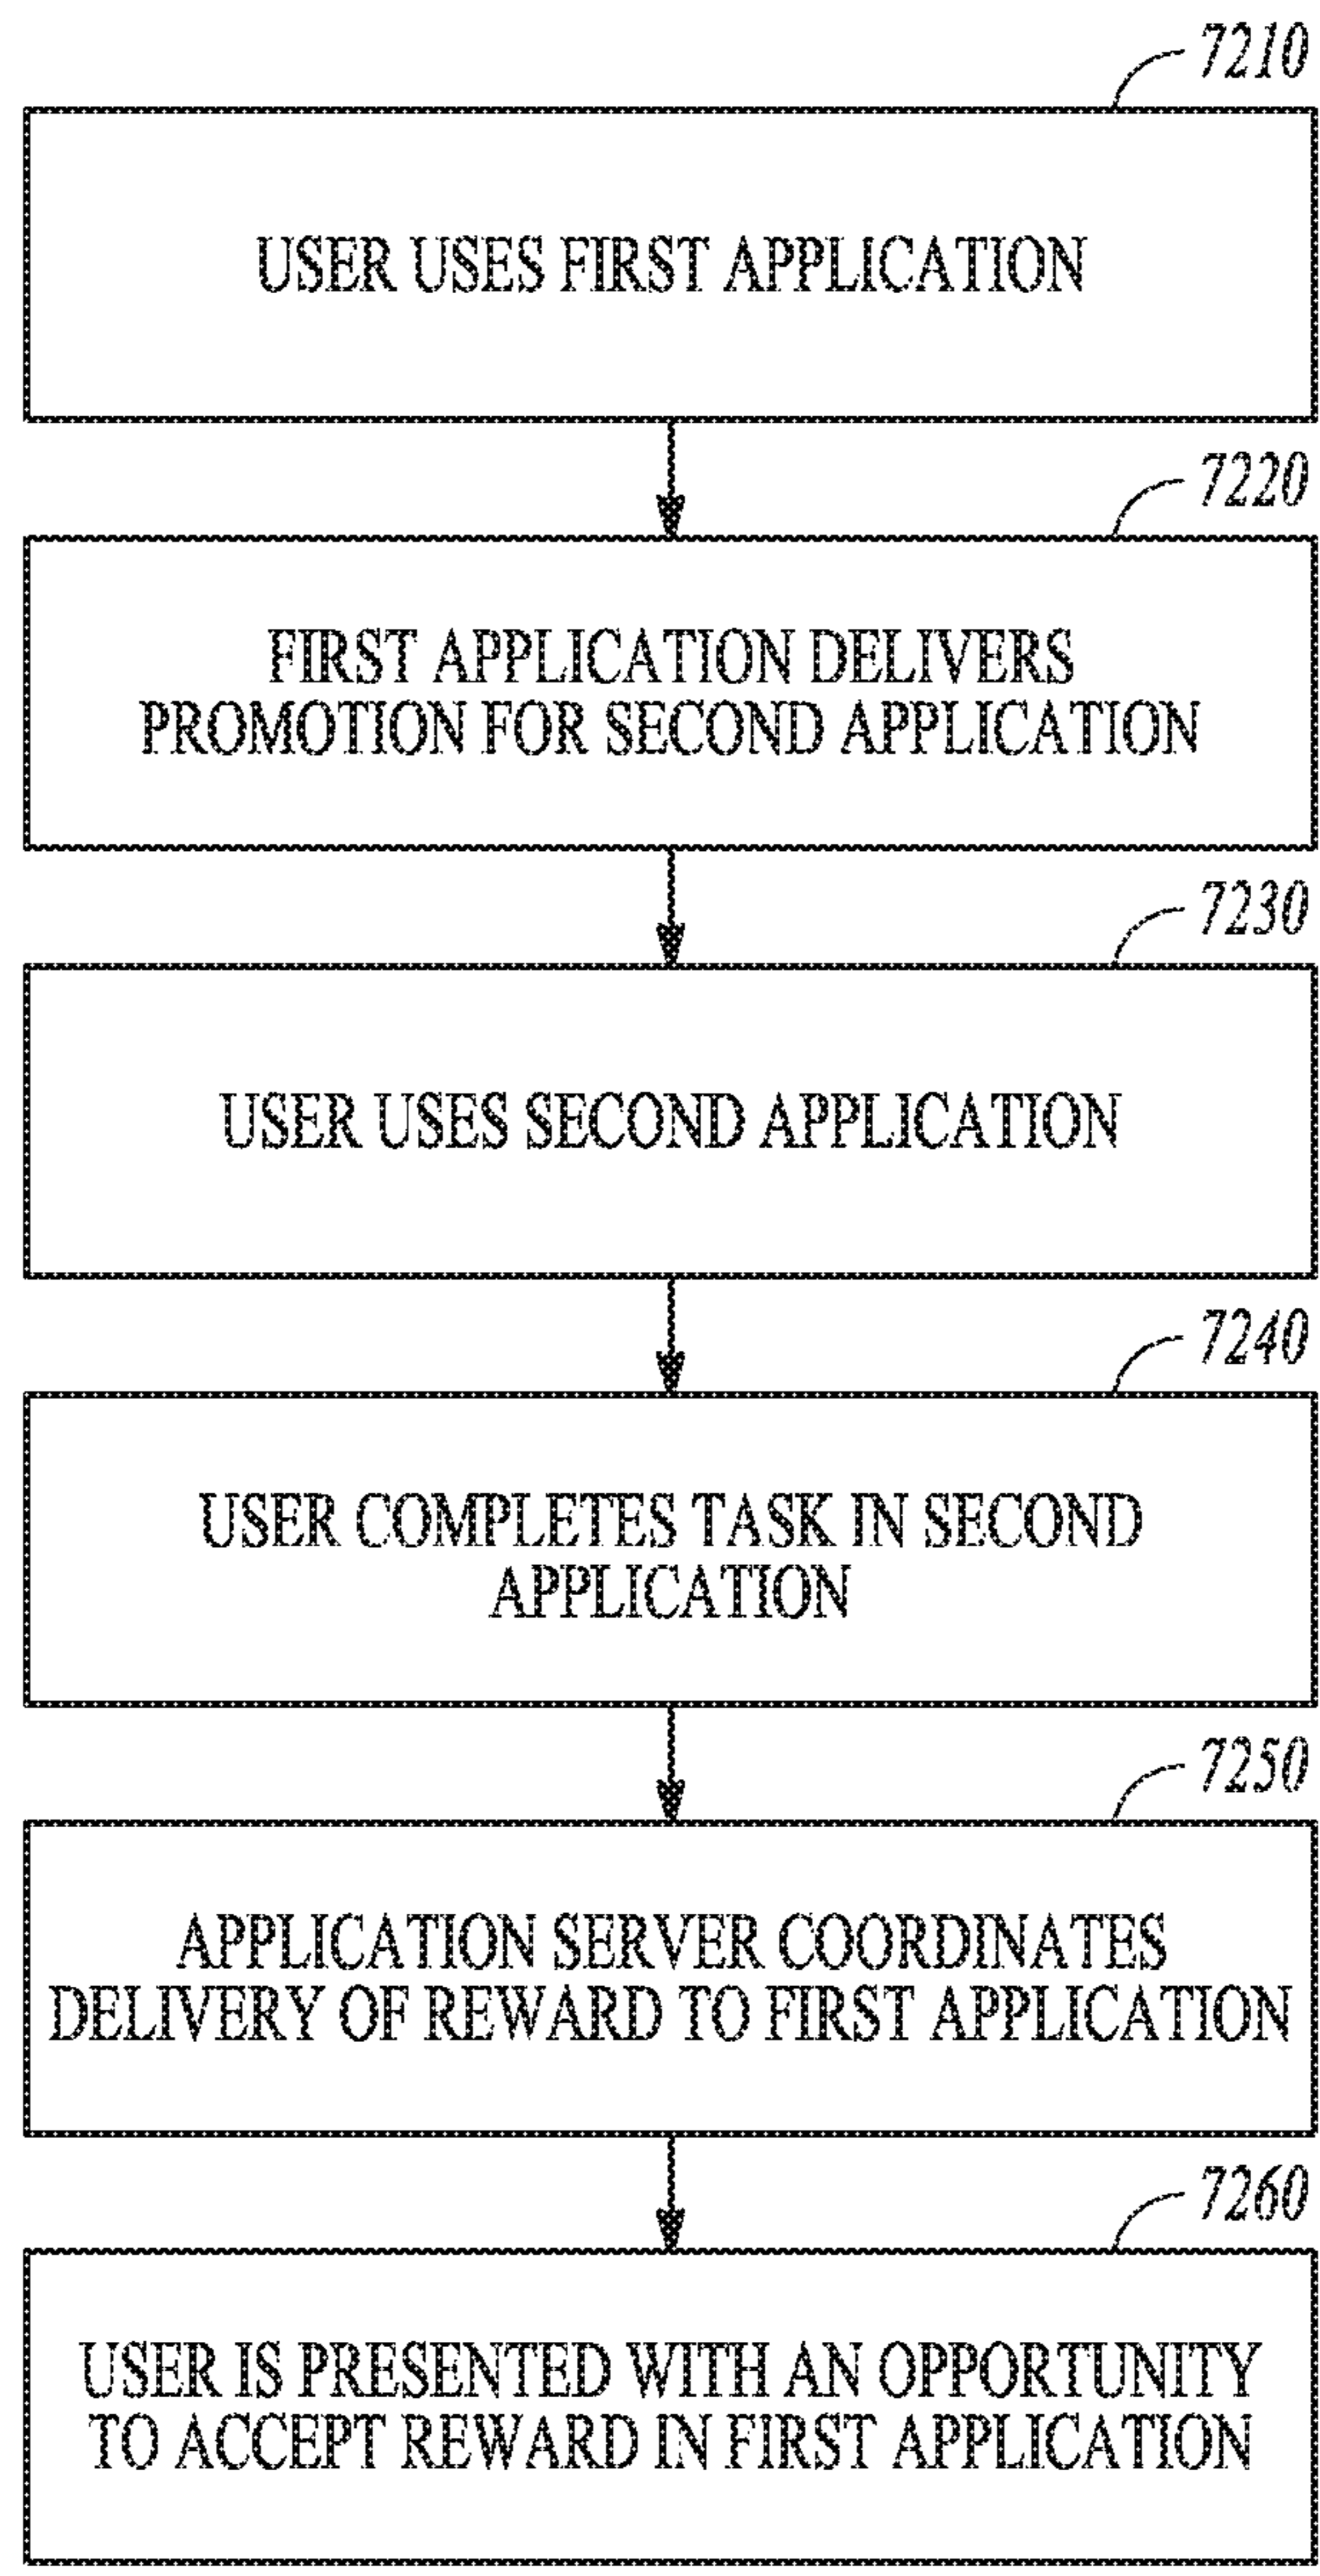 7210
USER USES FIRST APPLICATION
7220
FIRST APPLICATION DELIVERS
PROMOTION FOR SECOND APPLICATION
7230
USER USES SECOND APPLICATION
7240
USER COMPLETES TASK IN SECOND
APPLICATION
7250
APPLICATION SERVER COORDINATES
DELIVERY OF REWARD TO FIRST APPLICATION
7260
USER IS PRESENTED WITH AN OPPORTUNITY
TO ACCEPT REWARD IN FIRST APPLICATION